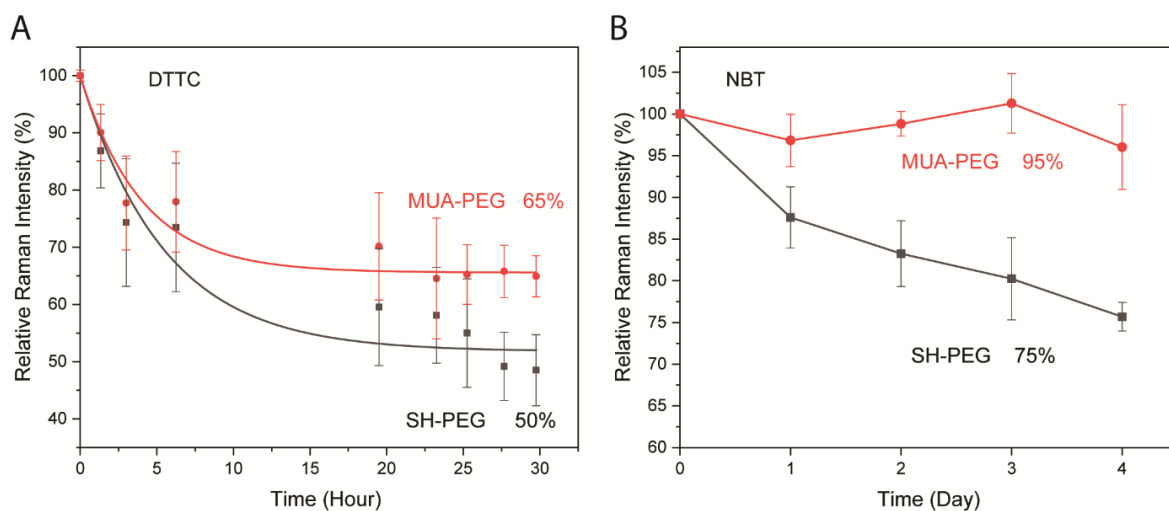 A
DTTC
Relative Raman Intensity (%)
100
90
80
70
60
50
40
MUA-PEG 65%
SH-PEG 50%
0 5 10 15 20 25 30
Time (Hour)
B
NBT
Relative Raman Intensity (%)
105
100
95
90
85
80
75
70
65
60
MUA-PEG 95%
SH-PEG 75%
0 1 2 3 4
Time (Day)